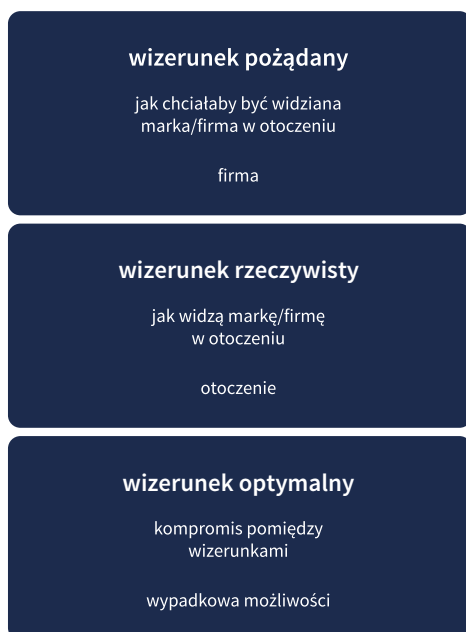 wizerunek pożądany
jak chciałaby być widziana
marka/firma w otoczeniu
firma
wizerunek rzeczywisty
jak widzą markę/firmę
w otoczeniu
otoczenie
wizerunek optymalny
kompromis pomiędzy
wizerunkami
wypadkowa możliwości